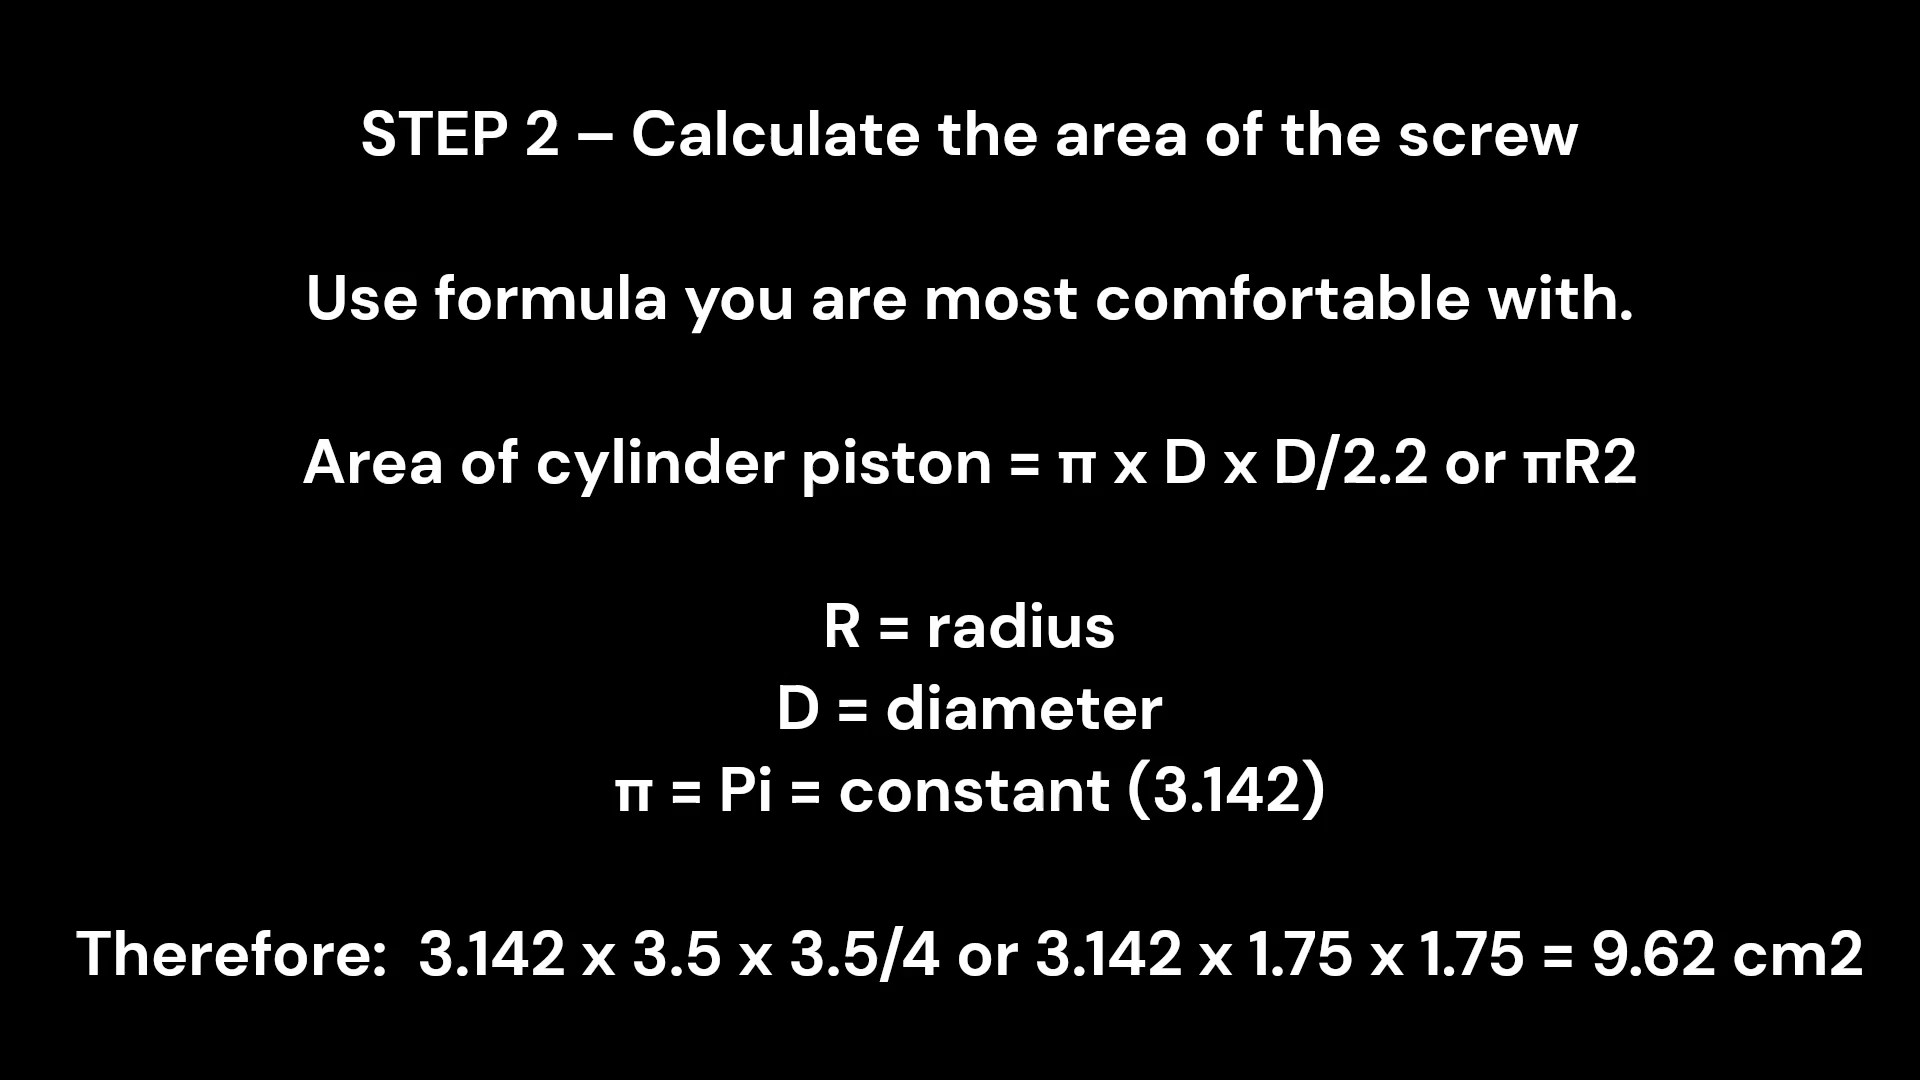 STEP 2 – Calculate the area of the screw
Use formula you are most comfortable with.
Area of cylinder piston = π x D x D/2.2 or πR2
R = radius
D = diameter
π = Pi = constant (3.142)
Therefore:  3.142 x 3.5 x 3.5/4 or 3.142 x 1.75 x 1.75 = 9.62 cm2